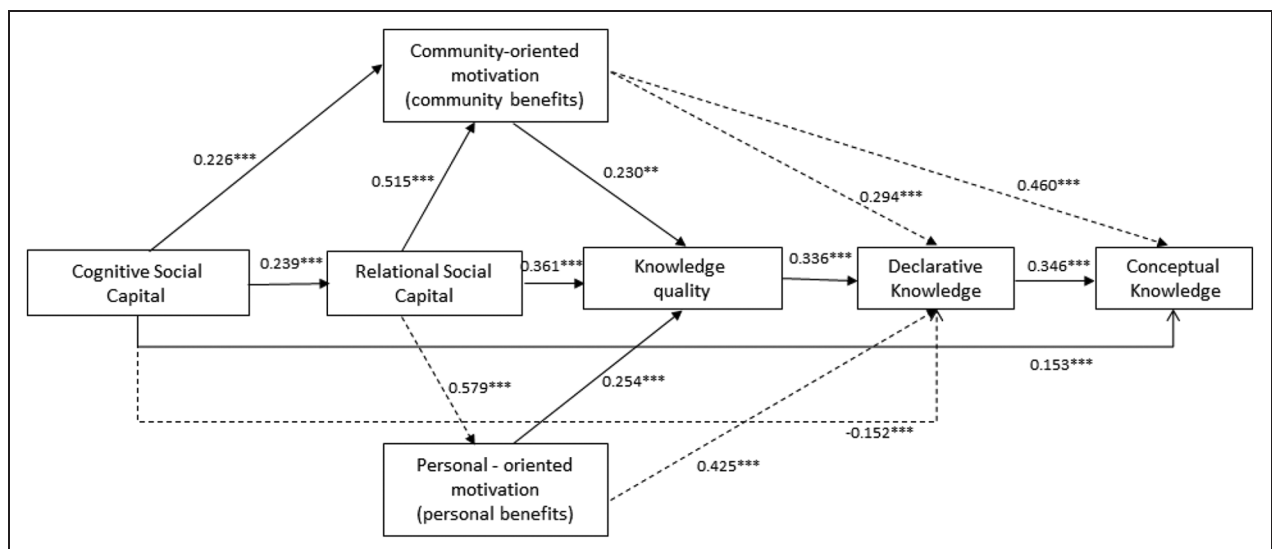 Community-oriented
motivation
(community benefits)
0.226***
0.515***
0.230**
0.294***
0.460***
Cognitive Social
Capital
0.239***
Relational Social
Capital
0.361***
Knowledge
quality
0.336***
Declarative
Knowledge
0.346***
Conceptual
Knowledge
0.153***
0.579***
0.254***
-0.152***
0.425***
Personal - oriented
motivation
(personal benefits)